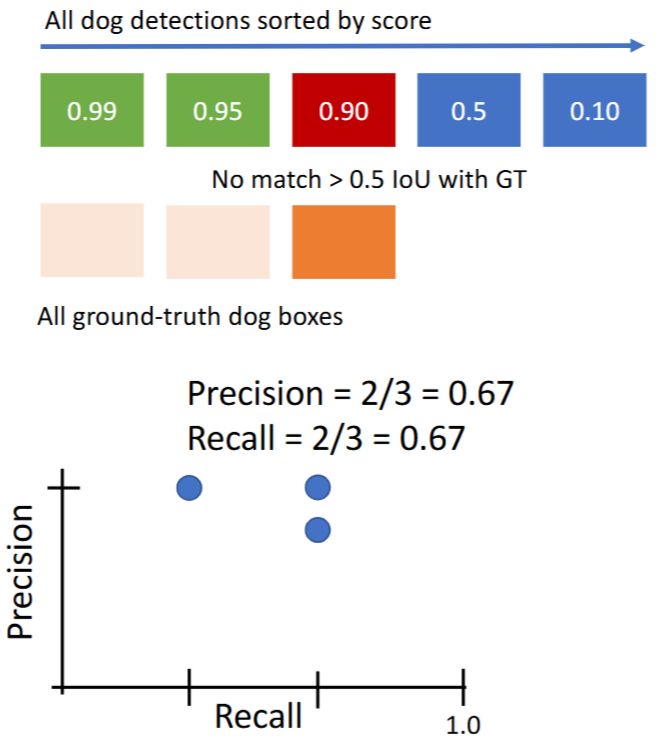 All dog detections sorted by score
0.99 0.95 0.90 0.5 0.10
No match > 0.5 IoU with GT
All ground-truth dog boxes
Precision = 2/3 = 0.67
Recall = 2/3 = 0.67
Precision
Recall
1.0